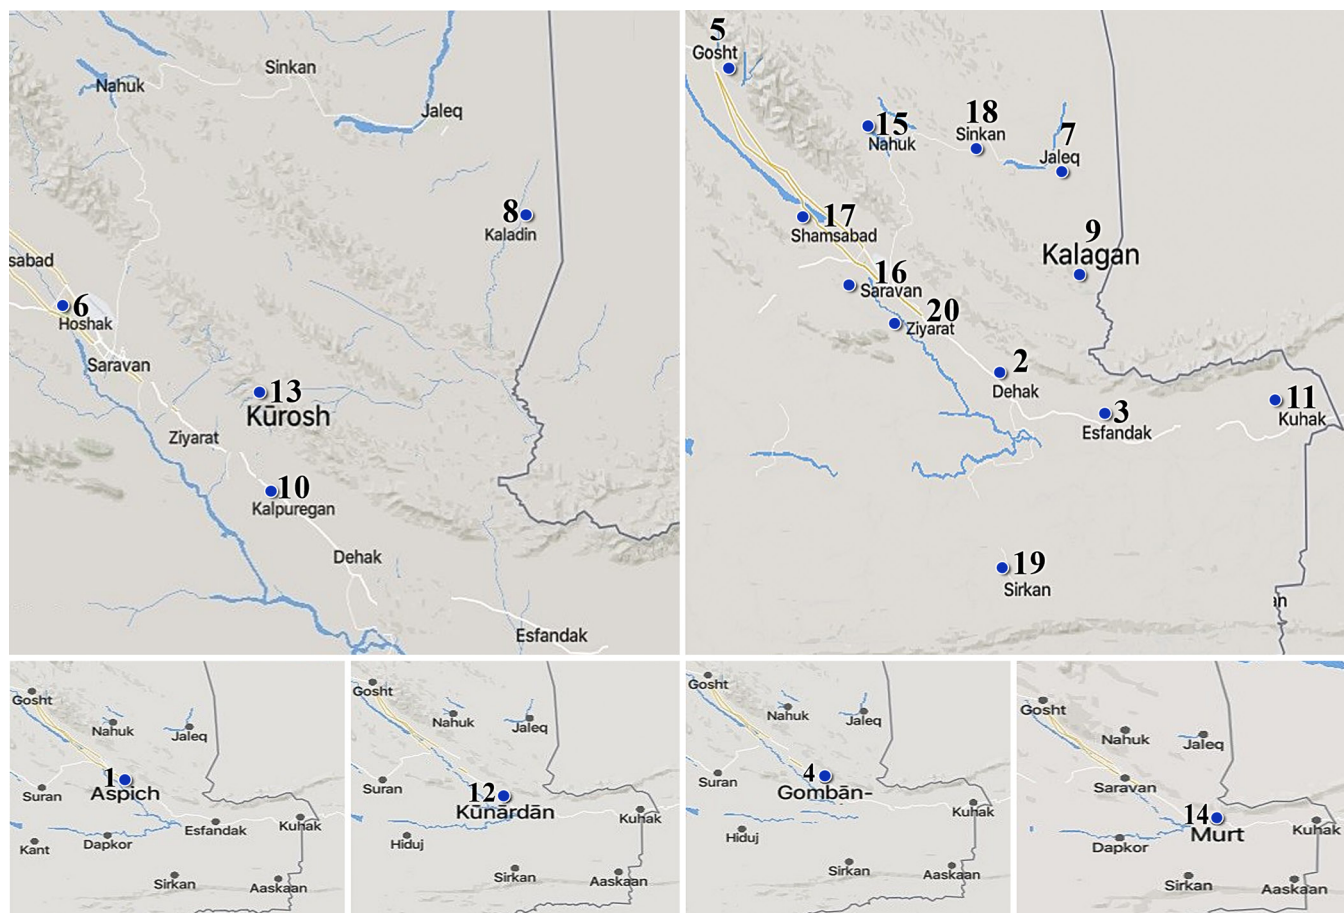 Sinkan
Nahuk
Jaleq
8
Kaladin
sabad
6
Hoshak
Saravan
13
Kūrosh
Ziyarat
10
Kalpuregan
Dehak
Esfandak
5
Gosht
15
Nahuk
18
Sinkan
7
Jaleq
17
Shamsabad
9
Kalagan
16
Saravan
20
Ziyarat
2
Dehak
3
Esfandak
11
Kuhak
19
Sirkan
Gosht
Nahuk
Jaleq
1
Aspich
Suran
Esfandak
Kuhak
Kant
Dapkor
Sirkan
Aaskaan
Gosht
Nahuk
Jaleq
Suran
12
Kūnārdān
Kuhak
Hiduj
Sirkan
Aaskaan
Gosht
Nahuk
Jaleq
Suran
4
Gombān-
Kuhak
Hiduj
Sirkan
Aaskaan
Gosht
Nahuk
Jaleq
Saravan
14
Murt
Kuhak
Dapkor
Sirkan
Aaskaan